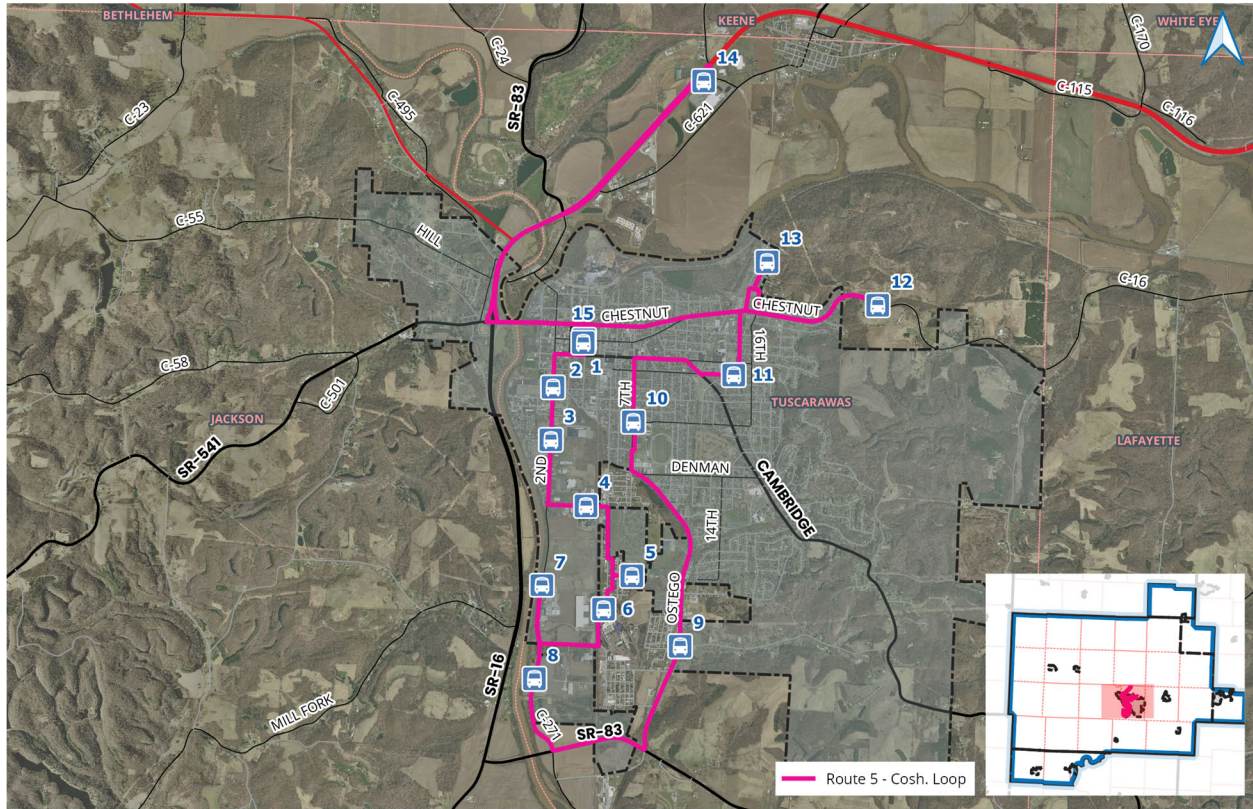 BETHLEHEM
KEENE
WHITE EYE
C-24
C-170
14
C-23
C-495
SR-83
C-115
C-621
C-116
C-55
HILL
13
12
C-16
15
CHESTNUT
CHESTNUT
16TH
C-58
1
2
11
C-501
7TH
10
JACKSON
TUSCARAWAS
3
LAFAYETTE
SR-541
2ND
DENMAN
CAMBRIDGE
4
14TH
5
7
OSTEGO
6
9
8
SR-16
MILL FORK
C-271
SR-83
Route 5 - Cosh. Loop